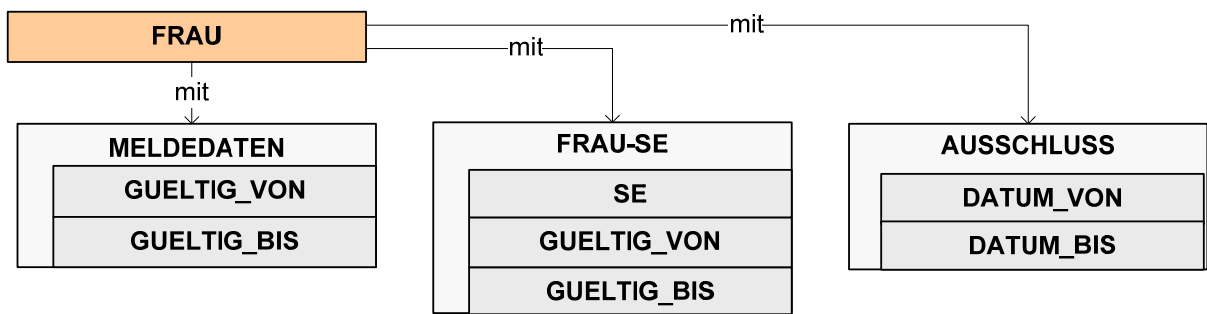 FRAU
mit
mit
mit
MELDEDATEN
GUELTIG_VON
GUELTIG_BIS
FRAU-SE
SE
GUELTIG_VON
GUELTIG_BIS
AUSSCHLUSS
DATUM_VON
DATUM_BIS